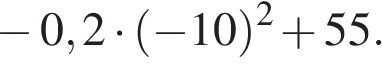 − 0,2 · (−10)² + 55.